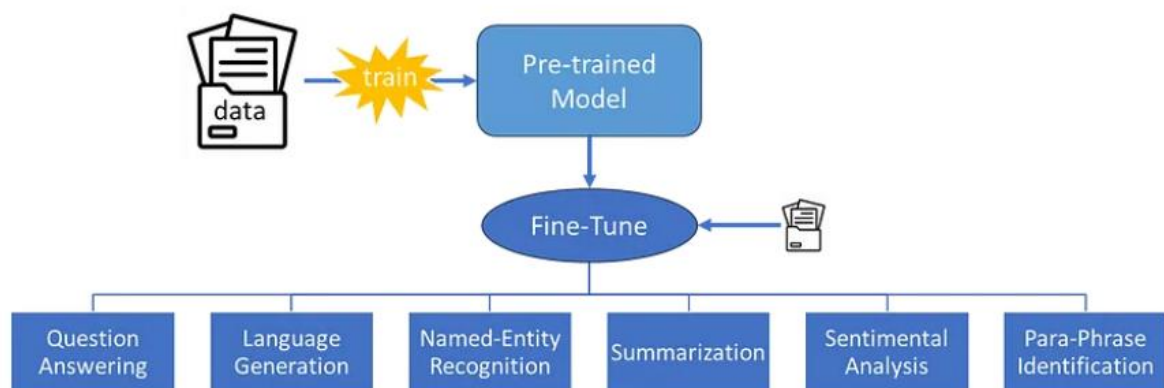 data
train
Pre-trained
Model
Fine-Tune
Question
Answering
Language
Generation
Named-Entity
Recognition
Summarization
Sentimental
Analysis
Para-Phrase
Identification